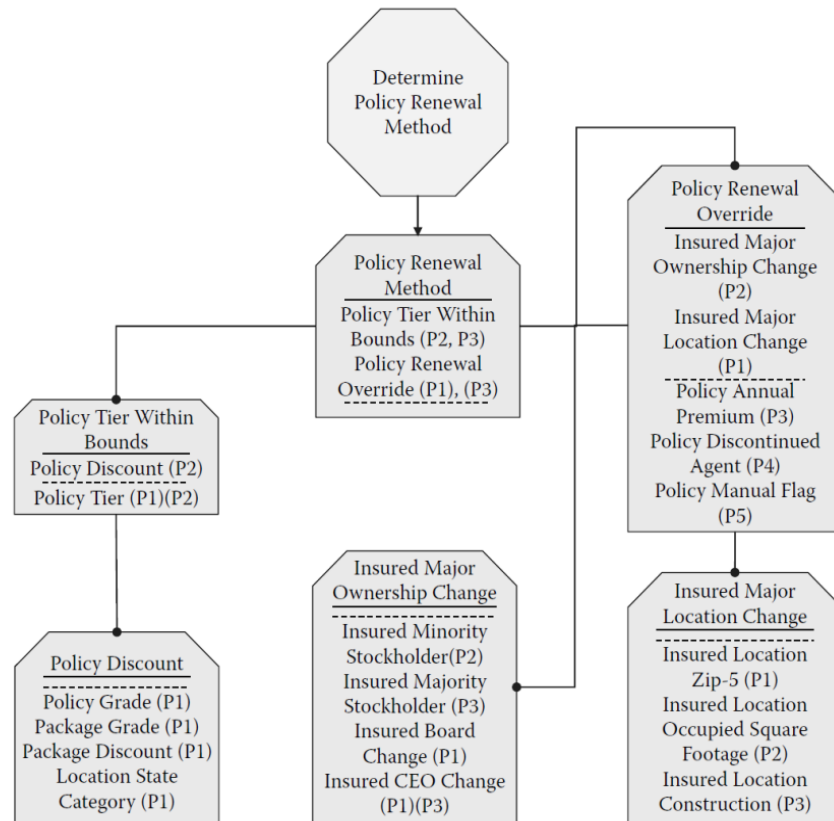 Determine
Policy Renewal
Method
Policy Renewal
Method
Policy Tier Within
Bounds (P2, P3)
Policy Renewal
Override (P1), (P3)
Policy Renewal
Override
Insured Major
Ownership Change
(P2)
Insured Major
Location Change
(P1)
Policy Annual
Premium (P3)
Policy Discontinued
Agent (P4)
Policy Manual Flag
(P5)
Policy Tier Within
Bounds
Policy Discount (P2)
Policy Tier (P1)(P2)
Policy Discount
Policy Grade (P1)
Package Grade (P1)
Package Discount (P1)
Location State
Category (P1)
Insured Major
Ownership Change
Insured Minority
Stockholder(P2)
Insured Majority
Stockholder (P3)
Insured Board
Change (P1)
Insured CEO Change
(P1)(P3)
Insured Major
Location Change
Insured Location
Zip-5 (P1)
Insured Location
Occupied Square
Footage (P2)
Insured Location
Construction (P3)